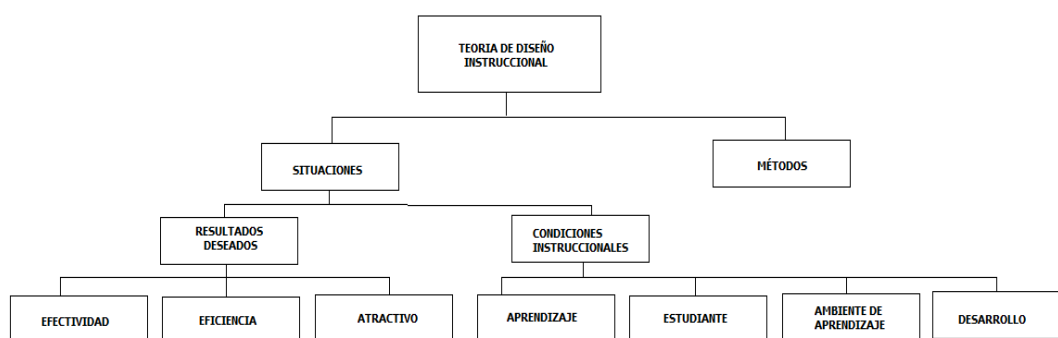 TEORIA DE DISEÑO
INSTRUCCIONAL
SITUACIONES
MÉTODOS
RESULTADOS
DESEADOS
CONDICIONES
INSTRUCCIONALES
EFECTIVIDAD
EFICIENCIA
ATRACTIVO
APRENDIZAJE
ESTUDIANTE
AMBIENTE DE
APRENDIZAJE
DESARROLLO